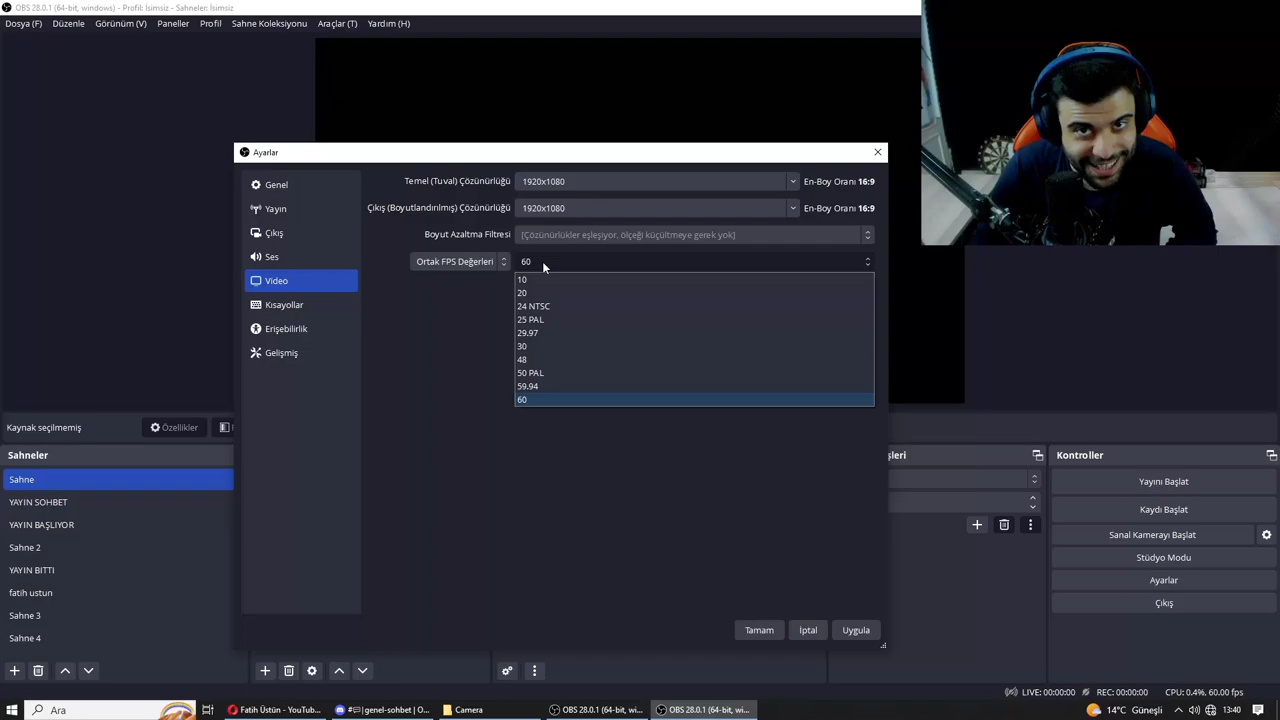 OBS 28.0.1 (64-bit, windows) - Profil: İsimsiz - Sahneler: İsimsiz
Dosya (F) Düzenle Görünüm (V) Paneller Profil Sahne Koleksiyonu Araçlar (T) Yardım (H)
Ayarlar
Genel
Yayın
Çıkış
Ses
Video
Kısayollar
Erişebilirlik
Gelişmiş
Temel (Tuval) Çözünürlüğü 1920x1080 En-Boy Oranı 16:9
Çıkış (Boyutlandırılmış) Çözünürlüğü 1920x1080 En-Boy Oranı 16:9
Boyut Azaltma Filtresi [Çözünürlükler eşleşiyor, ölçeği küçültmeye gerek yok]
Ortak FPS Değerleri 60
10
20
24 NTSC
25 PAL
29.97
30
48
50 PAL
59.94
60
Tamam İptal Uygula
Kaynak seçilmemiş Özellikler
Sahneler
Sahne
YAYIN SOHBET
YAYIN BAŞLIYOR
Sahne 2
YAYIN BITTI
fatih ustun
Sahne 3
Sahne 4
Kontroller
Yayını Başlat
Kaydı Başlat
Sanal Kamerayı Başlat
Stüdyo Modu
Ayarlar
Çıkış
LIVE: 00:00:00 REC: 00:00:00 CPU: 0.4%, 60.00 fps
Ara Fatih Üstün - YouTub... #💬|genel-sohbet | O... Camera OBS 28.0.1 (64-bit, wi... OBS 28.0.1 (64-bit, wi... 14°C Güneşli 13:40